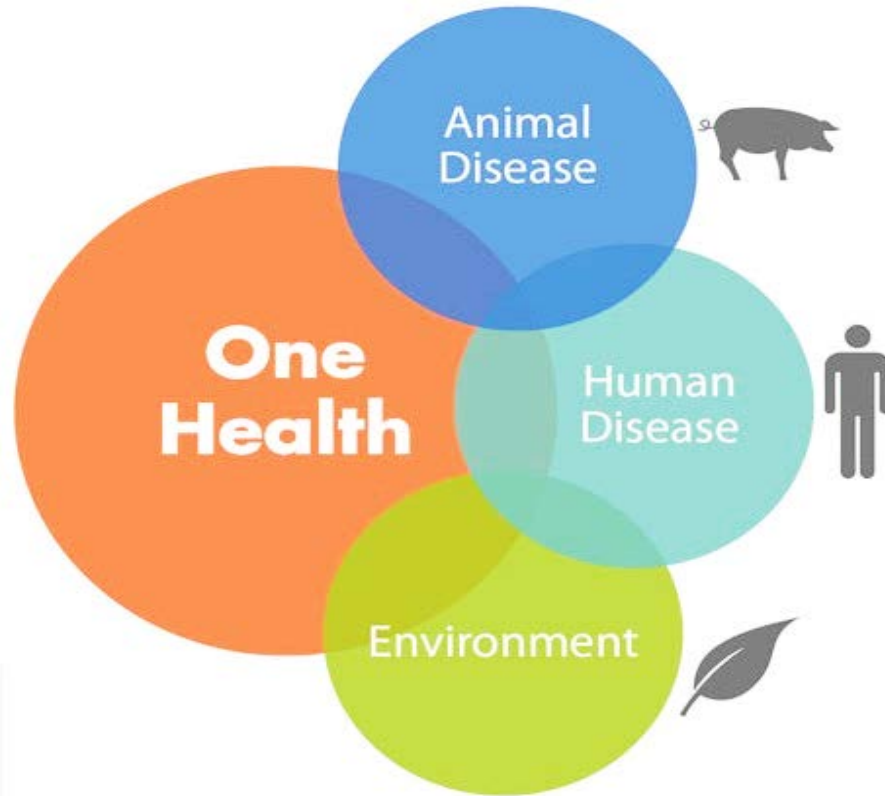 Animal
Disease
One
Health
Human
Disease
Environment